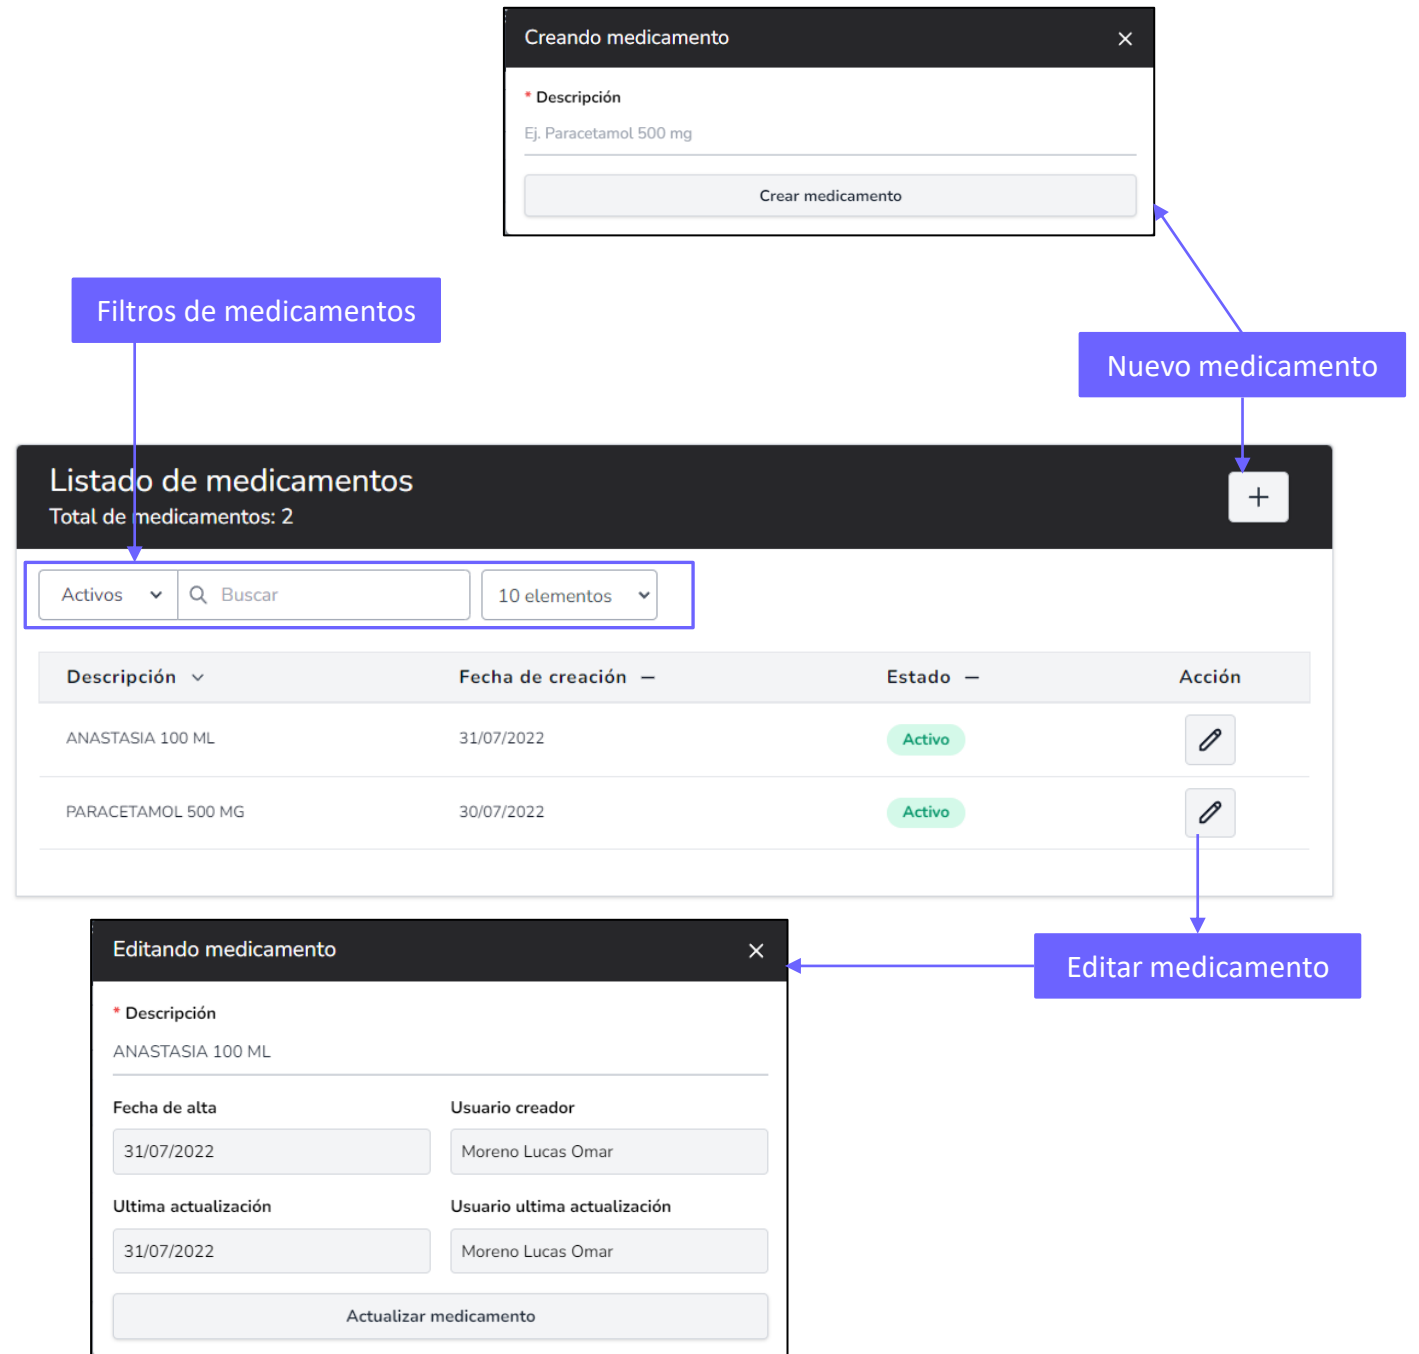 Creando medicamento
* Descripción
Ej. Paracetamol 500 mg
Crear medicamento
Filtros de medicamentos
Nuevo medicamento
Listado de medicamentos
Total de medicamentos: 2
Activos
Buscar
10 elementos
Descripción Fecha de creación Estado Acción
ANASTASIA 100 ML 31/07/2022 Activo
PARACETAMOL 500 MG 30/07/2022 Activo
Editar medicamento
Editando medicamento
* Descripción
ANASTASIA 100 ML
Fecha de alta Usuario creador
31/07/2022 Moreno Lucas Omar
Ultima actualización Usuario ultima actualización
31/07/2022 Moreno Lucas Omar
Actualizar medicamento